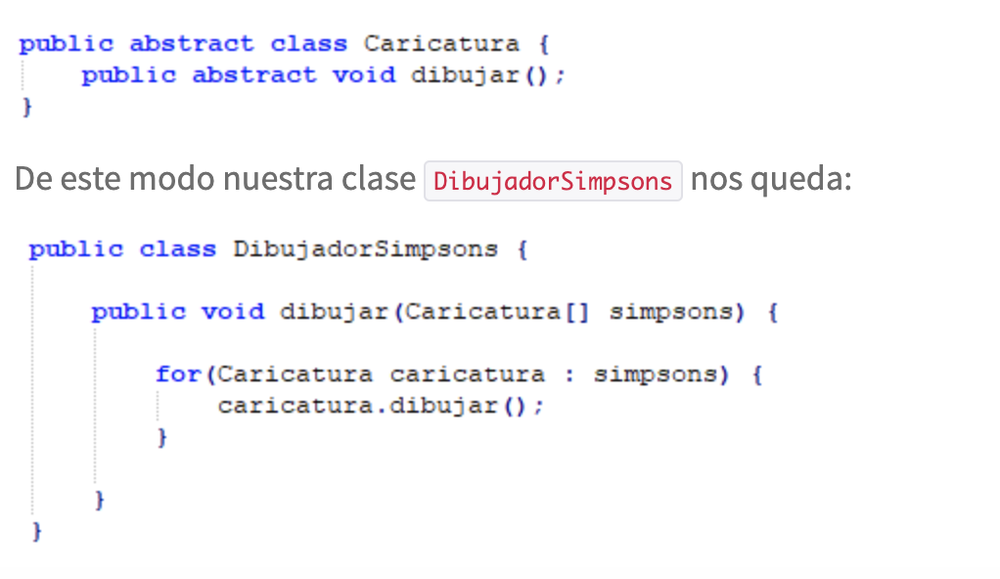 public abstract class Caricatura {
    public abstract void dibujar();
}
De este modo nuestra clase DibujadorSimpsons nos queda:
public class DibujadorSimpsons {
    public void dibujar(Caricatura[] simpsons) {
        for(Caricatura caricatura : simpsons) {
            caricatura.dibujar();
        }
    }
}